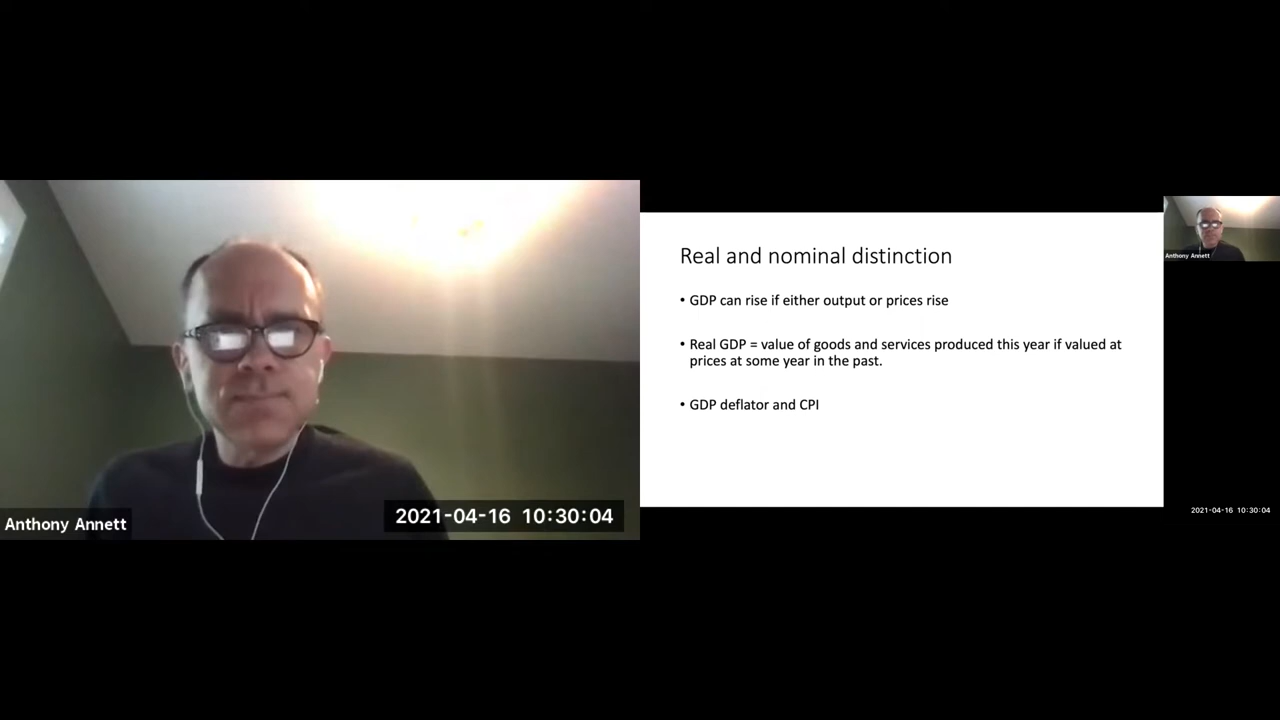 Anthony Annett
2021-04-16 10:30:04
Real and nominal distinction
• GDP can rise if either output or prices rise
• Real GDP = value of goods and services produced this year if valued at
prices at some year in the past.
• GDP deflator and CPI
Anthony Annett
2021-04-16 10:30:04